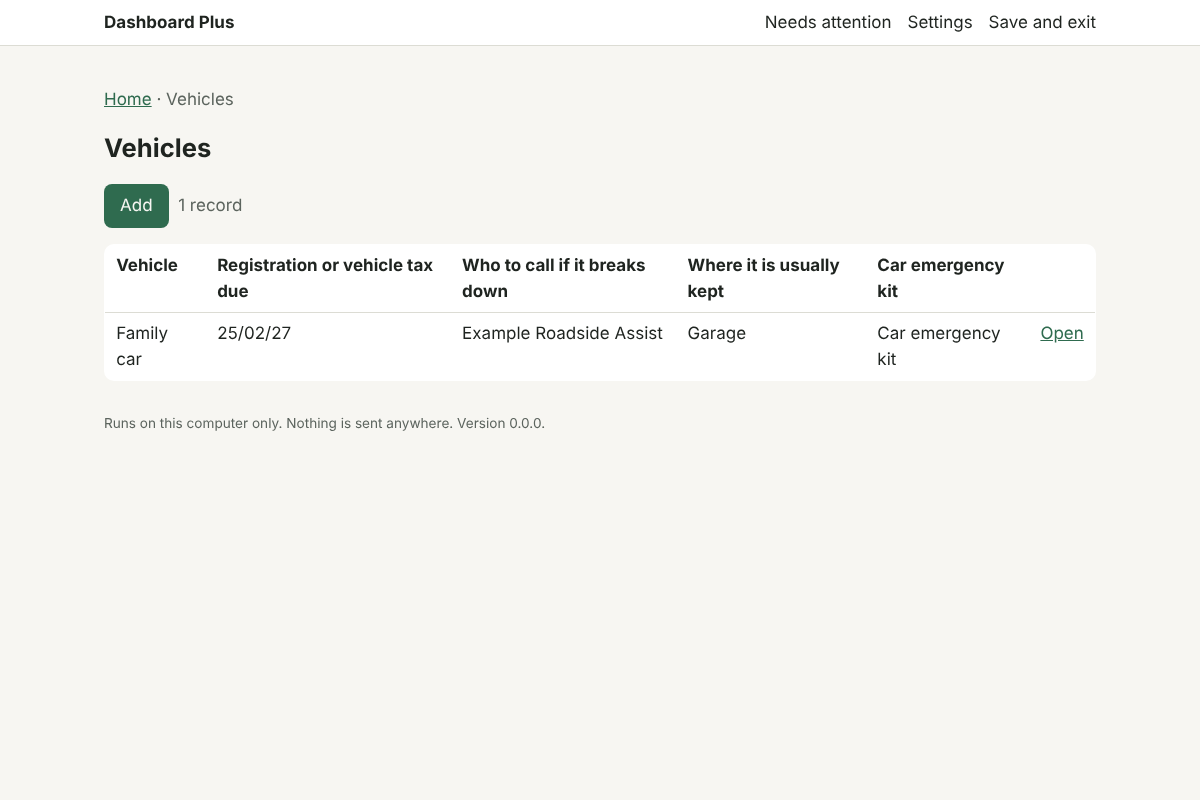 Dashboard Plus
Needs attention Settings Save and exit
Home · Vehicles
Vehicles
Add 1 record
Vehicle
Registration or vehicle tax due
Who to call if it breaks down
Where it is usually kept
Car emergency kit
Family car
25/02/27
Example Roadside Assist
Garage
Car emergency kit
Open
Runs on this computer only. Nothing is sent anywhere. Version 0.0.0.